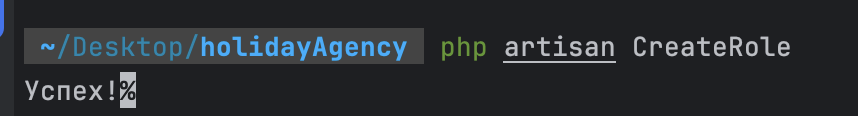 ~/Desktop/holidayAgency php artisan CreateRole
Успех!%